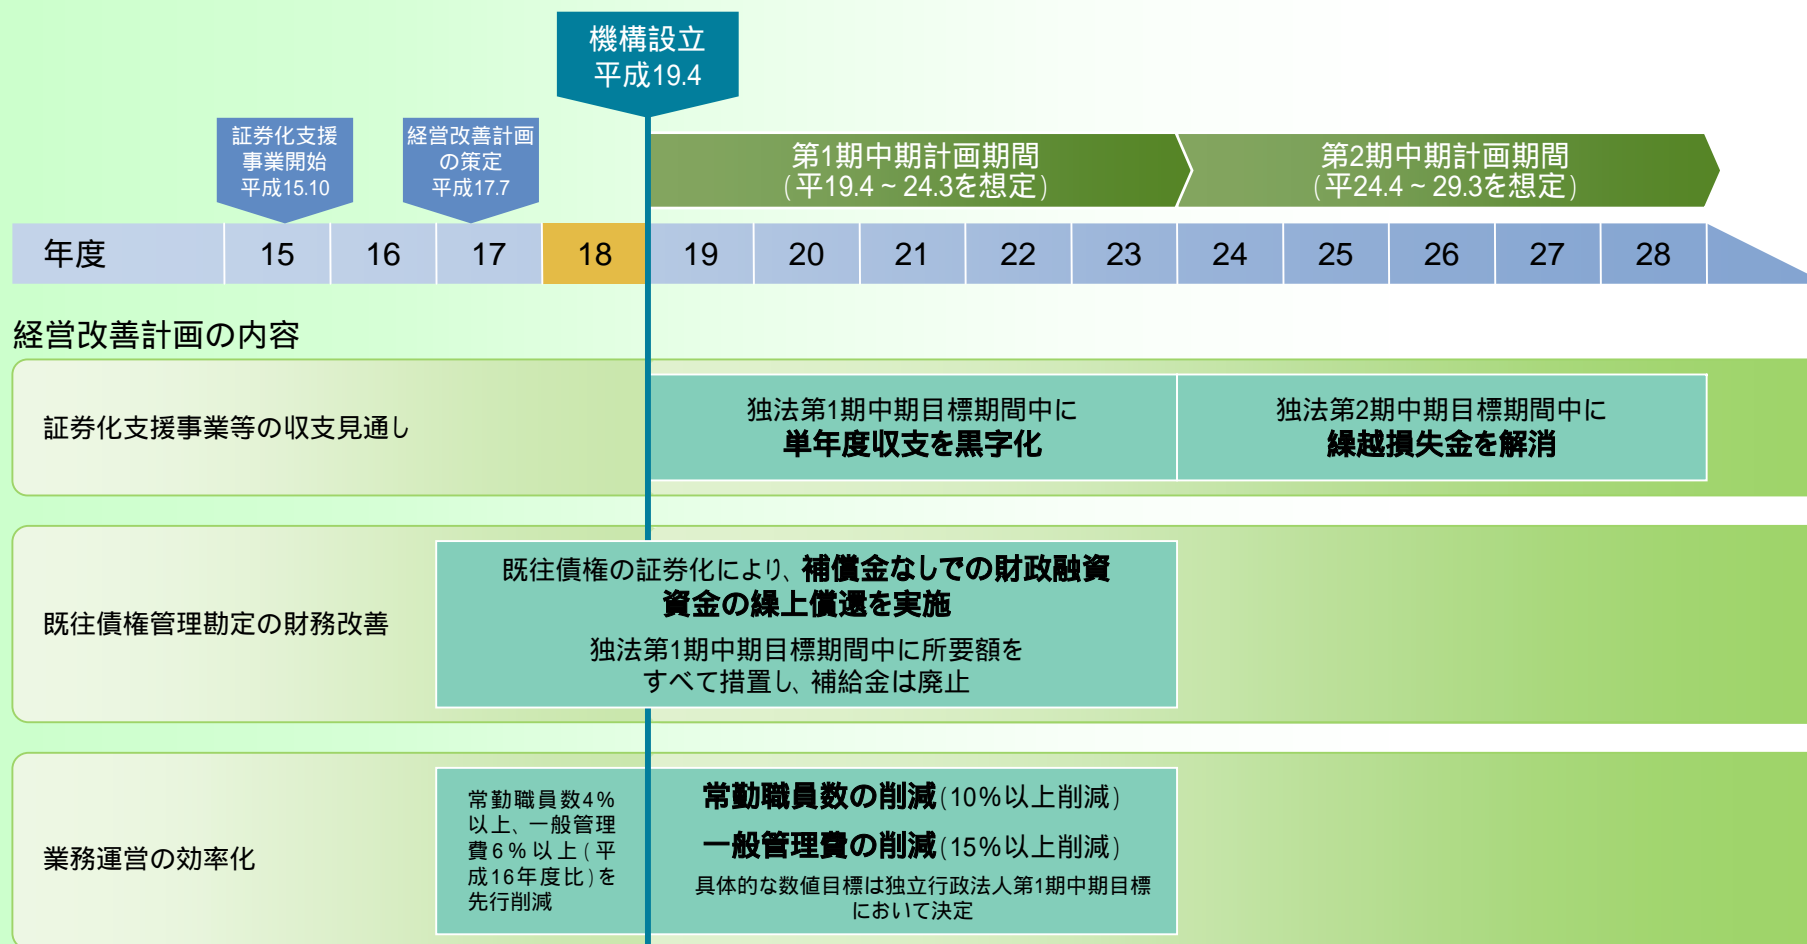 機構設立
平成19.4
証券化支援
事業開始
平成15.10
経営改善計画
の策定
平成17.7
第1期中期計画期間
(平19.4～24.3を想定)
第2期中期計画期間
(平24.4～29.3を想定)
年度 15 16 17 18 19 20 21 22 23 24 25 26 27 28
経営改善計画の内容
証券化支援事業等の収支見通し
独法第1期中期目標期間中に
単年度収支を黒字化
独法第2期中期目標期間中に
繰越損失金を解消
既往債権管理勘定の財務改善
既往債権の証券化により、補償金なしでの財政融資
資金の繰上償還を実施
独法第1期中期目標期間中に所要額を
すべて措置し、補給金は廃止
業務運営の効率化
常勤職員数4%
以上、一般管理
費6%以上(平
成16年度比)を
先行削減
常勤職員数の削減(10%以上削減)
一般管理費の削減(15%以上削減)
具体的な数値目標は独立行政法人第1期中期目標
において決定